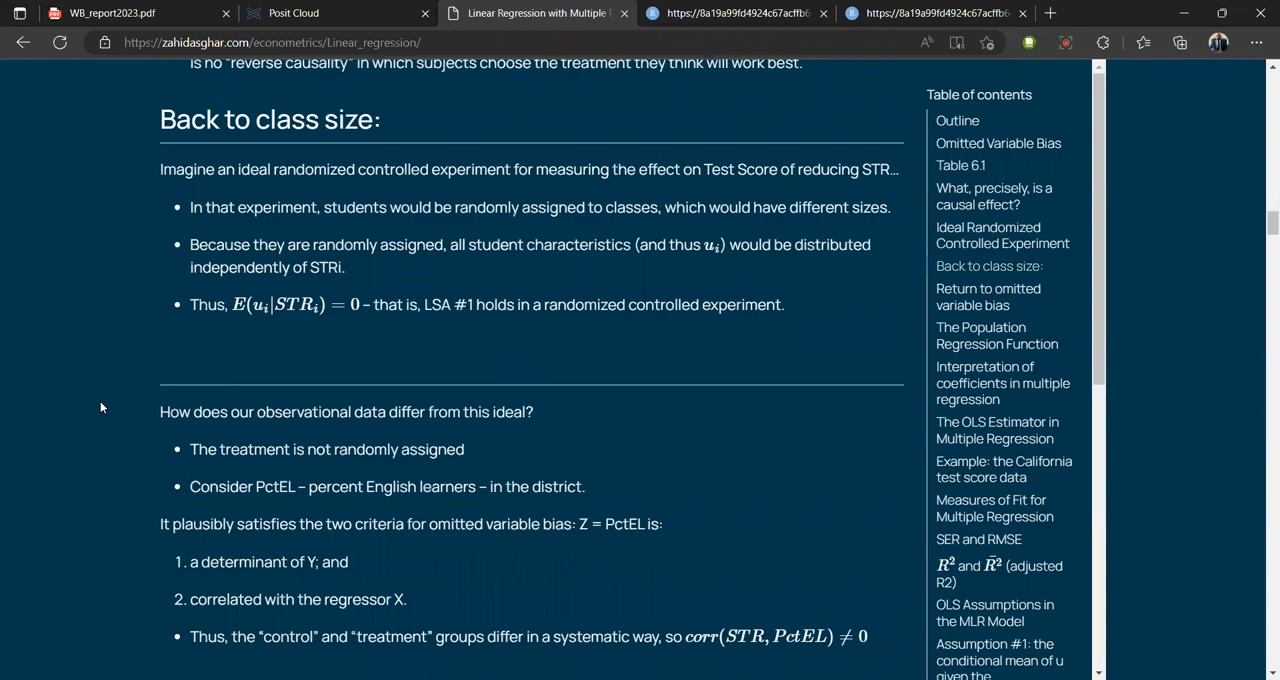 WB_report2023.pdf
Posit Cloud
Linear Regression with Multiple R
https://8a19a99fd4924c67acffb6
https://8a19a99fd4924c67acffb6
https://zahidasghar.com/econometrics/Linear_regression/
is no "reverse causality" in which subjects choose the treatment they think will work best.
Back to class size:
Imagine an ideal randomized controlled experiment for measuring the effect on Test Score of reducing STR...
• In that experiment, students would be randomly assigned to classes, which would have different sizes.
• Because they are randomly assigned, all student characteristics (and thus uᵢ) would be distributed
independently of STRi.
• Thus, E(uᵢ|STRᵢ) = 0 – that is, LSA #1 holds in a randomized controlled experiment.
How does our observational data differ from this ideal?
• The treatment is not randomly assigned
• Consider PctEL – percent English learners – in the district.
It plausibly satisfies the two criteria for omitted variable bias: Z = PctEL is:
1. a determinant of Y; and
2. correlated with the regressor X.
• Thus, the "control" and "treatment" groups differ in a systematic way, so corr(STR, PctEL) ≠ 0
Table of contents
Outline
Omitted Variable Bias
Table 6.1
What, precisely, is a
causal effect?
Ideal Randomized
Controlled Experiment
Back to class size:
Return to omitted
variable bias
The Population
Regression Function
Interpretation of
coefficients in multiple
regression
The OLS Estimator in
Multiple Regression
Example: the California
test score data
Measures of Fit for
Multiple Regression
SER and RMSE
R² and R̄² (adjusted
R2)
OLS Assumptions in
the MLR Model
Assumption #1: the
conditional mean of u
given the